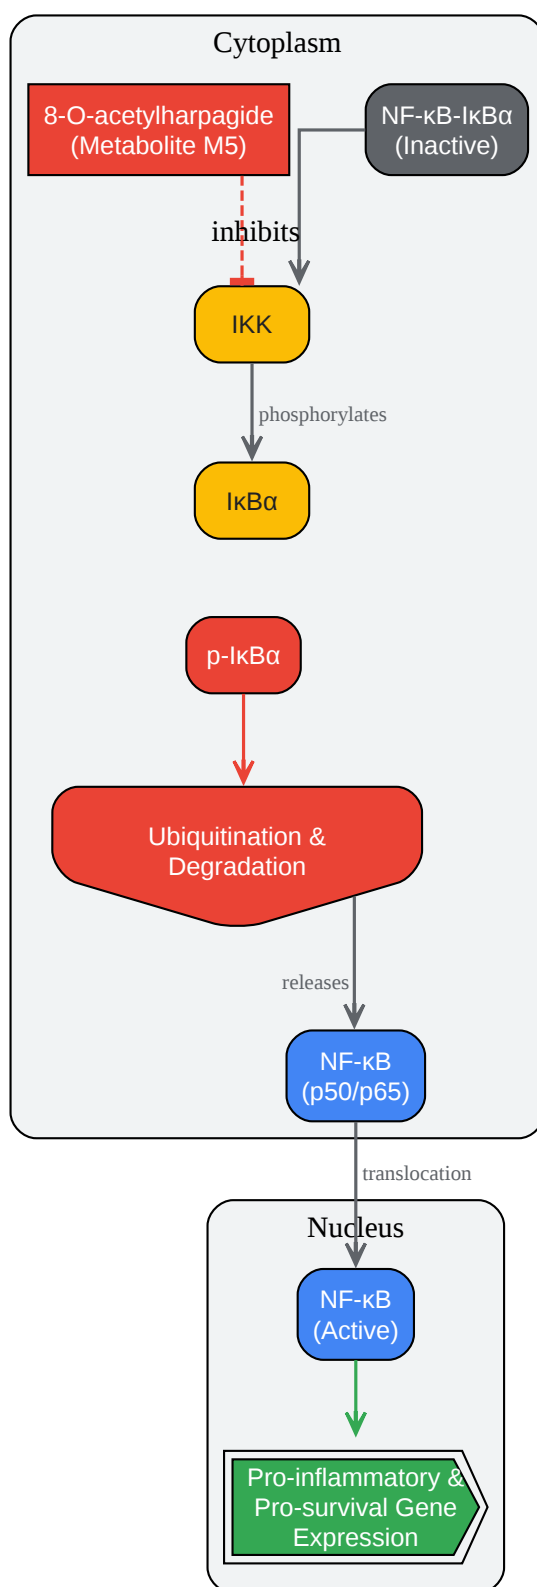 Cytoplasm
8-O-acetylharpagide
(Metabolite M5)
NF-κB-IκBα
(Inactive)
inhibits
IKK
phosphorylates
IκBα
p-IκBα
Ubiquitination &
Degradation
releases
NF-κB
(p50/p65)
translocation
Nucleus
NF-κB
(Active)
Pro-inflammatory &
Pro-survival Gene
Expression